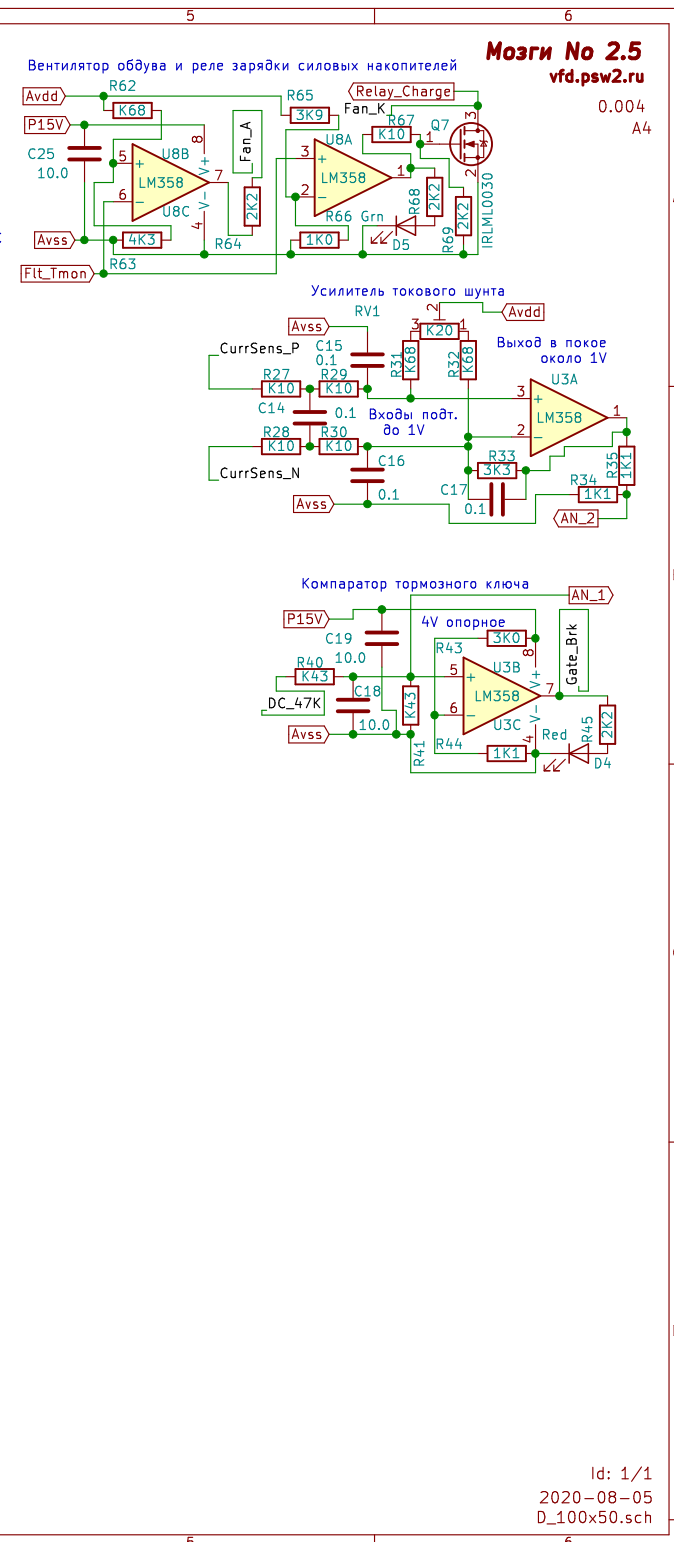 5
6
Мозги No 2.5
vfd.psw2.ru
0.004
A4
Вентилятор обдува и реле зарядки силовых накопителей
R62
Avdd
K68
R65
3K9
Relay_Charge
Fan_K
P15V
C25
10.0
8
U8B
5
+
V+
LM358
7
6
−
V-
U8C
4
Fan_A
2K2
R64
U8A
3
+
LM358
1
2
−
R67
K10
Q7
3
1
2
IRLML0030
R68
2K2
R69
2K2
R66
Grn
1K0
D5
Avss
4K3
R63
Flt_Tmon
Усилитель токового шунта
RV1
2
Avdd
Avss
3
K20
1
C15
0.1
R31
K68
R32
K68
Выход в покое
около 1V
CurrSens_P
R27
K10
R29
K10
U3A
3
+
LM358
1
2
−
C14
0.1
Входы подт.
до 1V
R28
K10
R30
K10
CurrSens_N
C16
0.1
R33
3K3
C17
0.1
R35
1K1
R34
1K1
Avss
AN_2
Компаратор тормозного ключа
AN_1
P15V
4V опорное
C19
10.0
R43
3K0
8
Gate_Brk
R40
K43
U3B
5
+
V+
LM358
7
6
−
V-
U3C
4
DC_47K
C18
10.0
K43
R41
Avss
R44
1K1
Red
D4
R45
2K2
Id: 1/1
2020-08-05
D_100x50.sch
5
6